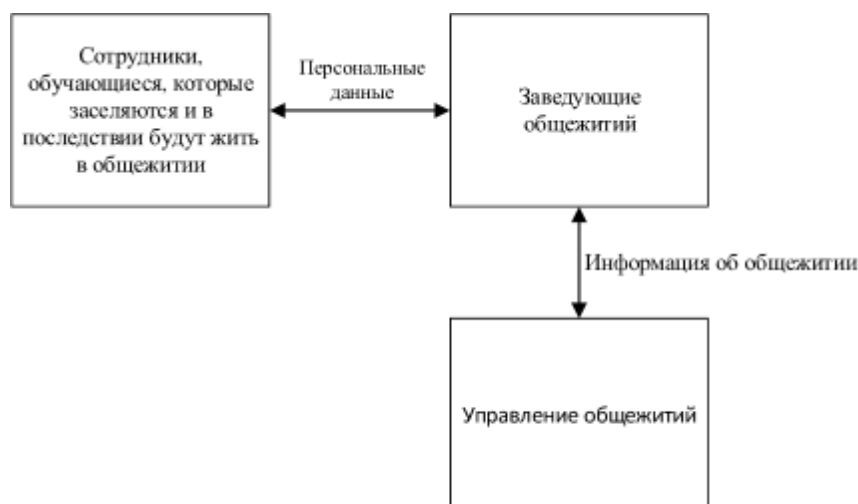 Сотрудники,
обучающиеся, которые
заселяются и в
последствии будут жить
в общежитии
Персональные
данные
Заведующие
общежитий
Информация об общежитии
Управление общежитий